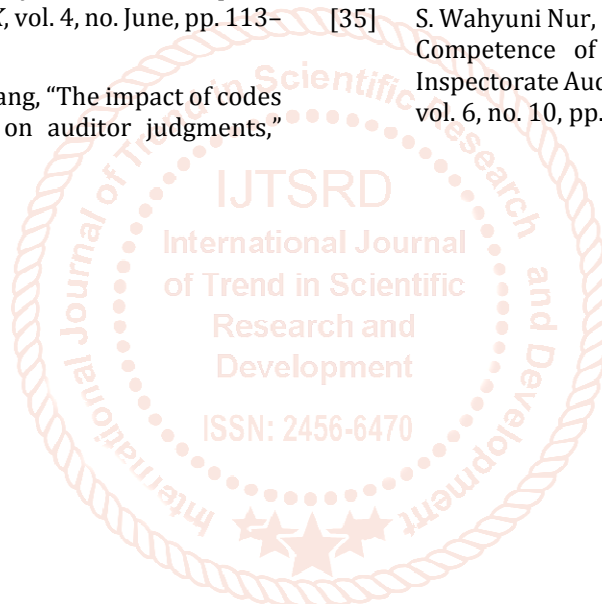 X, vol. 4, no. June, pp. 113–
ang, “The impact of codes
on auditor judgments,”
[35] S. Wahyuni Nur,
Competence of
Inspectorate Aud
vol. 6, no. 10, pp.
International Journal of Trend in Scientific Research and Development
IJTSRD
International Journal
of Trend in Scientific
Research and
Development
ISSN: 2456-6470